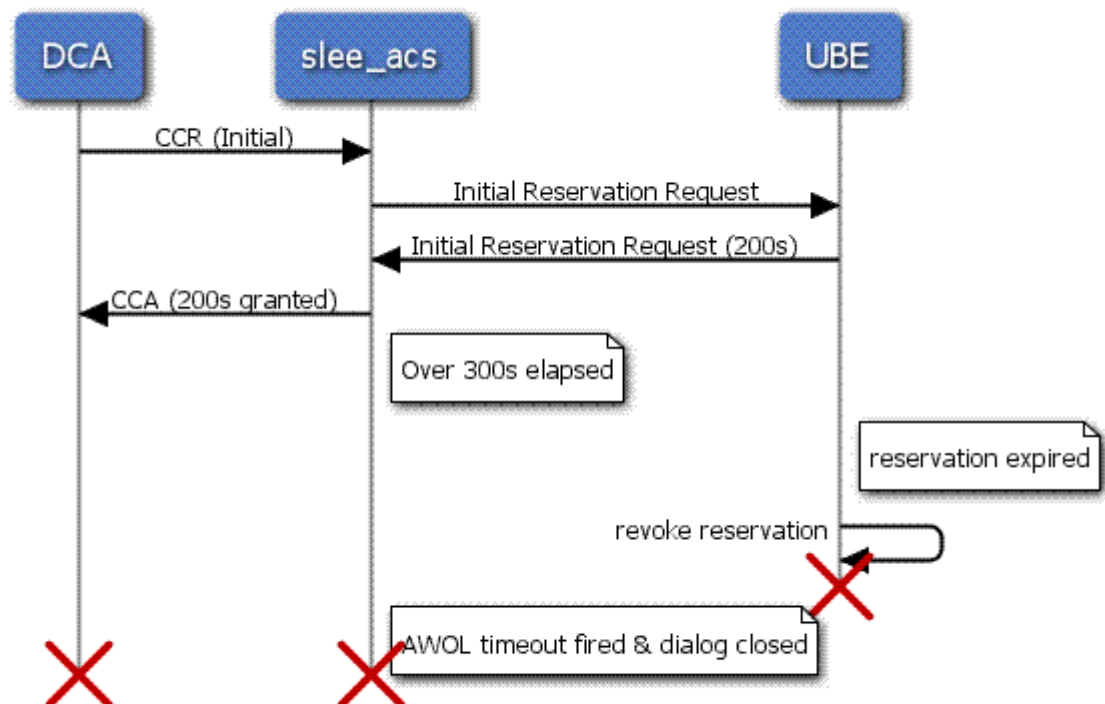 DCA
slee_acs
UBE
CCR (Initial)
Initial Reservation Request
Initial Reservation Request (200s)
CCA (200s granted)
Over 300s elapsed
reservation expired
revoke reservation
AWOL timeout fired & dialog closed